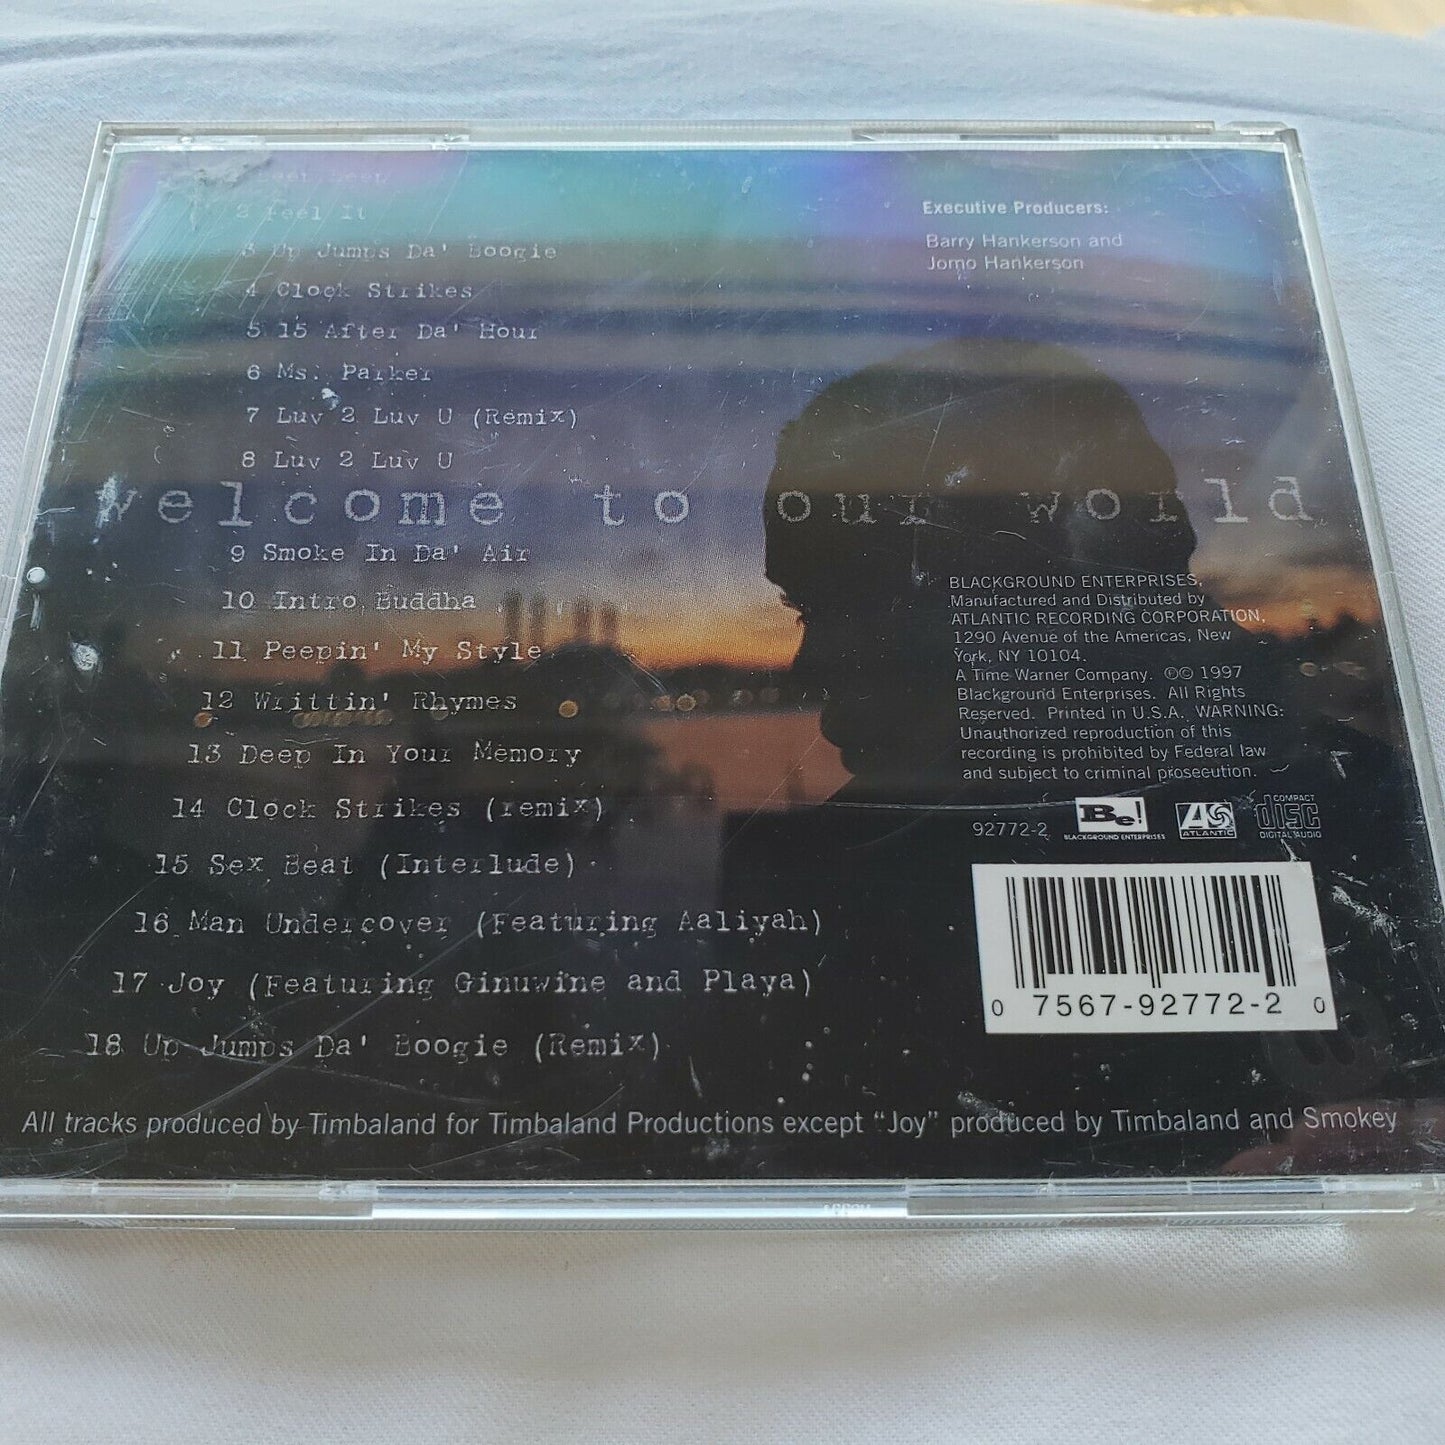 Beep Beep
2 Feel It
3 Up Jumps Da' Boogie
4 Clock Strikes
5 15 After Da' Hour
6 Ms. Parker
7 Luv 2 Luv U (Remix)
8 Luv 2 Luv U
welcome to our world
9 Smoke In Da' Air
10 Intro Buddha
11 Peepin' My Style
12 Writtin' Rhymes
13 Deep In Your Memory
14 Clock Strikes (remix)
15 Sex Beat (Interlude)
16 Man Undercover (Featuring Aaliyah)
17 Joy (Featuring Ginuwine and Playa)
18 Up Jumps Da' Boogie (Remix)
Executive Producers:
Barry Hankerson and
Jomo Hankerson
BLACKGROUND ENTERPRISES,
Manufactured and Distributed by
ATLANTIC RECORDING CORPORATION,
1290 Avenue of the Americas, New
York, NY 10104.
A Time Warner Company. ℗© 1997
Blackground Enterprises. All Rights
Reserved. Printed in U.S.A. WARNING:
Unauthorized reproduction of this
recording is prohibited by Federal law
and subject to criminal prosecution.
92772-2
Be!
BLACKGROUND ENTERPRISES
ATLANTIC
COMPACT
disc
DIGITAL AUDIO
0 7567-92772-2 0
All tracks produced by Timbaland for Timbaland Productions except "Joy" produced by Timbaland and Smokey